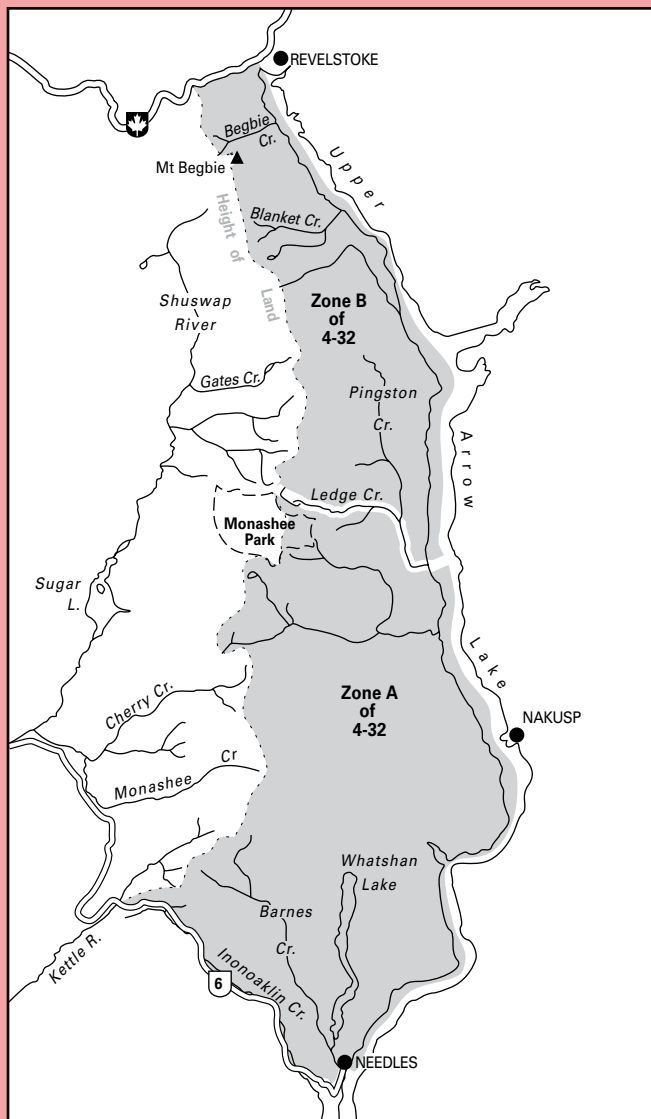 REVELSTOKE
Begbie
Cr.
Mt Begbie
Upper
Height of
Land
Blanket Cr.
Shuswap
River
Zone B
of
4-32
Gates Cr.
Pingston
Cr.
Arrow
Ledge Cr.
Monashee
Park
Sugar
L.
Lake
Zone A
of
4-32
Cherry Cr.
NAKUSP
Monashee Cr
Whatshan
Lake
Barnes
Cr.
Kettle R.
6
Inonoaklin Cr.
NEEDLES